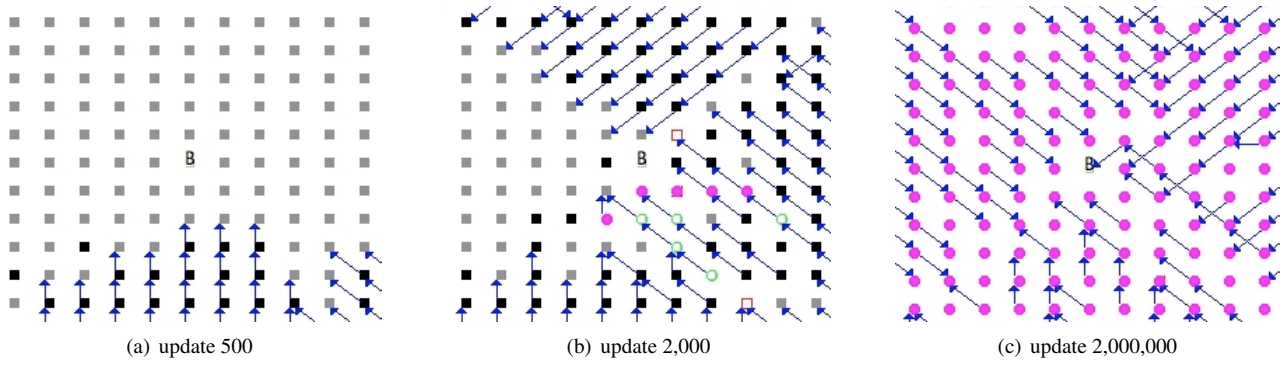 B
B
B
(a) update 500
(b) update 2,000
(c) update 2,000,000